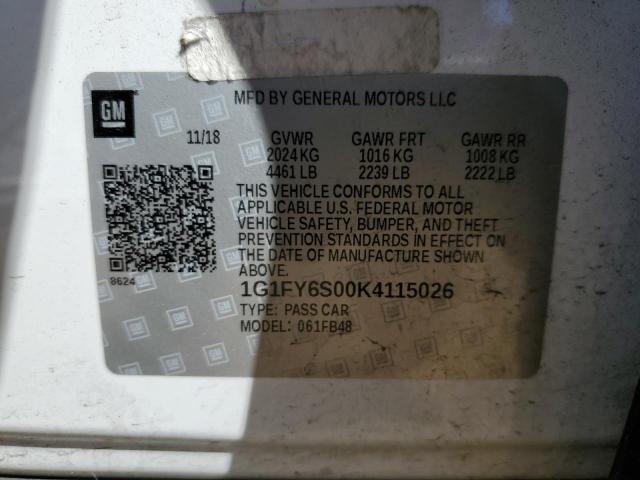 GM
MFD BY GENERAL MOTORS LLC
11/18 GVWR GAWR FRT GAWR RR
2024 KG 1016 KG 1008 KG
4461 LB 2239 LB 2222 LB
THIS VEHICLE CONFORMS TO ALL
APPLICABLE U.S. FEDERAL MOTOR
VEHICLE SAFETY, BUMPER, AND THEFT
PREVENTION STANDARDS IN EFFECT ON
THE DATE OF MANUFACTURE SHOWN
ABOVE.
8624
1G1FY6S00K4115026
TYPE: PASS CAR
MODEL: 061FB48